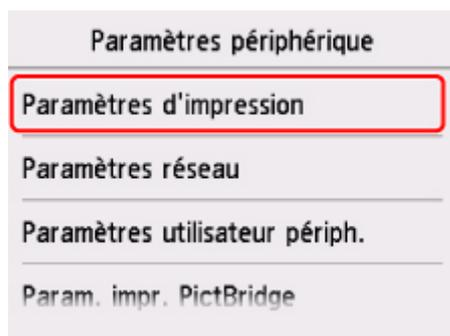 Paramètres périphérique
Paramètres d'impression
Paramètres réseau
Paramètres utilisateur périph.
Param. impr. PictBridge